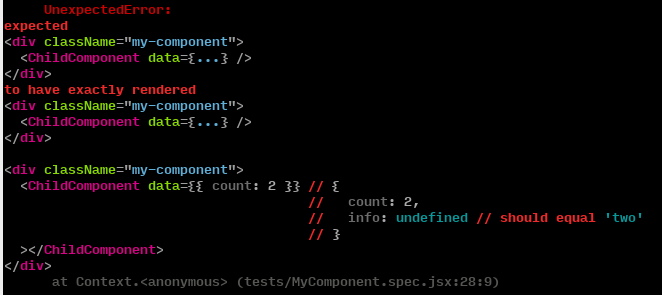 UnexpectedError:
expected
<div className="my-component">
  <ChildComponent data={...} />
</div>
to have exactly rendered
<div className="my-component">
  <ChildComponent data={...} />
</div>
<div className="my-component">
  <ChildComponent data={{ count: 2 }} // {
                                      //   count: 2,
                                      //   info: undefined // should equal 'two'
                                      // }
  ></ChildComponent>
</div>
      at Context.<anonymous> (tests/MyComponent.spec.jsx:28:9)